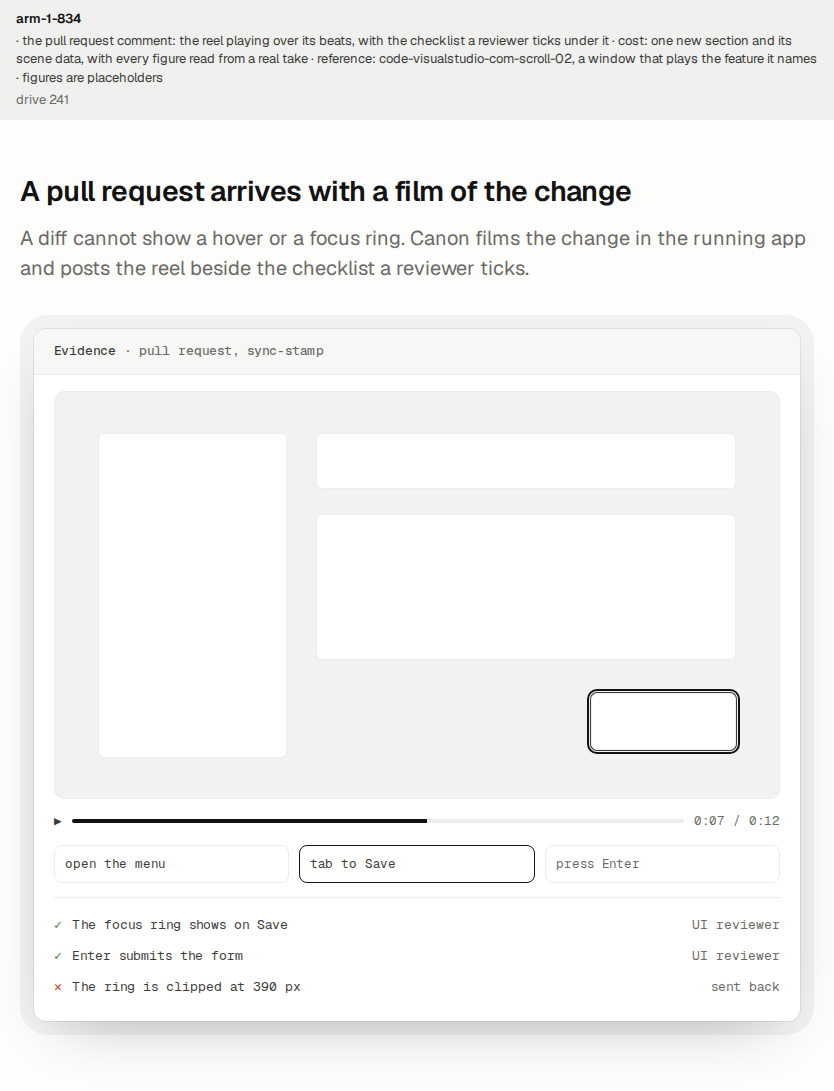 arm-1-834
· the pull request comment: the reel playing over its beats, with the checklist a reviewer ticks under it · cost: one new section and its
scene data, with every figure read from a real take · reference: code-visualstudio-com-scroll-02, a window that plays the feature it names
· figures are placeholders
drive 241
A pull request arrives with a film of the change
A diff cannot show a hover or a focus ring. Canon films the change in the running app
and posts the reel beside the checklist a reviewer ticks.
Evidence · pull request, sync-stamp
▶ 0:07 / 0:12
open the menu tab to Save press Enter
✓ The focus ring shows on Save UI reviewer
✓ Enter submits the form UI reviewer
✕ The ring is clipped at 390 px sent back